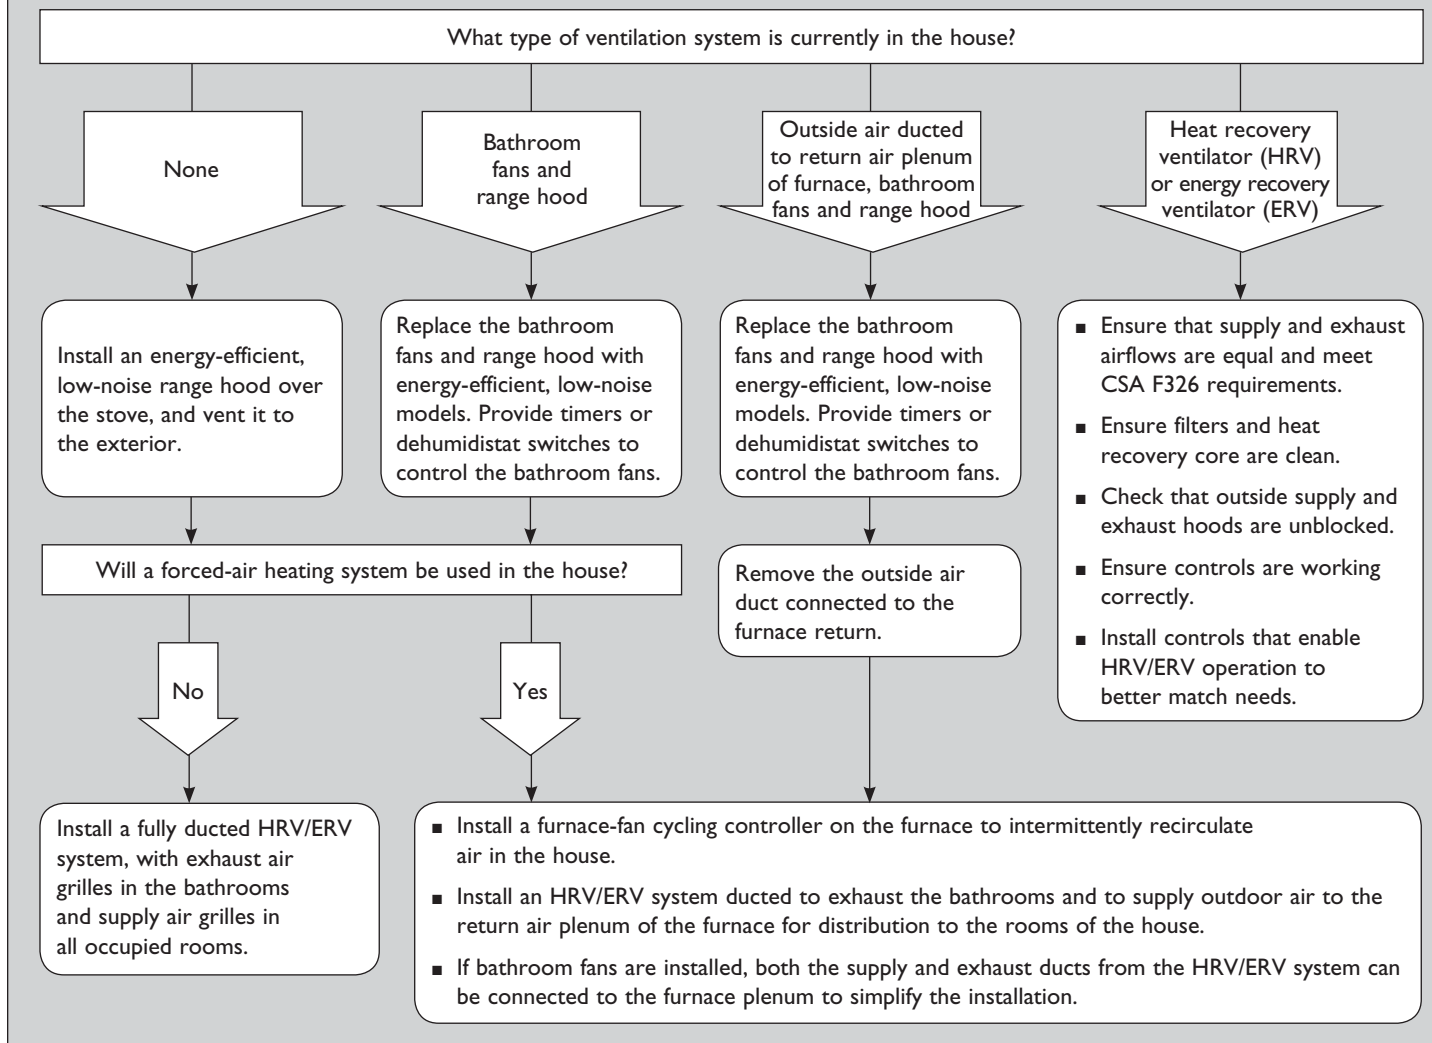 What type of ventilation system is currently in the house?
None
Bathroom
fans and
range hood
Outside air ducted
to return air plenum
of furnace, bathroom
fans and range hood
Heat recovery
ventilator (HRV)
or energy recovery
ventilator (ERV)
Install an energy-efficient,
low-noise range hood over
the stove, and vent it to
the exterior.
Replace the bathroom
fans and range hood with
energy-efficient, low-noise
models. Provide timers or
dehumidistat switches to
control the bathroom fans.
Replace the bathroom
fans and range hood with
energy-efficient, low-noise
models. Provide timers or
dehumidistat switches to
control the bathroom fans.
■ Ensure that supply and exhaust
airflows are equal and meet
CSA F326 requirements.
■ Ensure filters and heat
recovery core are clean.
■ Check that outside supply and
exhaust hoods are unblocked.
■ Ensure controls are working
correctly.
■ Install controls that enable
HRV/ERV operation to
better match needs.
Will a forced-air heating system be used in the house?
Remove the outside air
duct connected to the
furnace return.
No
Yes
Install a fully ducted HRV/ERV
system, with exhaust air
grilles in the bathrooms
and supply air grilles in
all occupied rooms.
■ Install a furnace-fan cycling controller on the furnace to intermittently recirculate
air in the house.
■ Install an HRV/ERV system ducted to exhaust the bathrooms and to supply outdoor air to the
return air plenum of the furnace for distribution to the rooms of the house.
■ If bathroom fans are installed, both the supply and exhaust ducts from the HRV/ERV system can
be connected to the furnace plenum to simplify the installation.